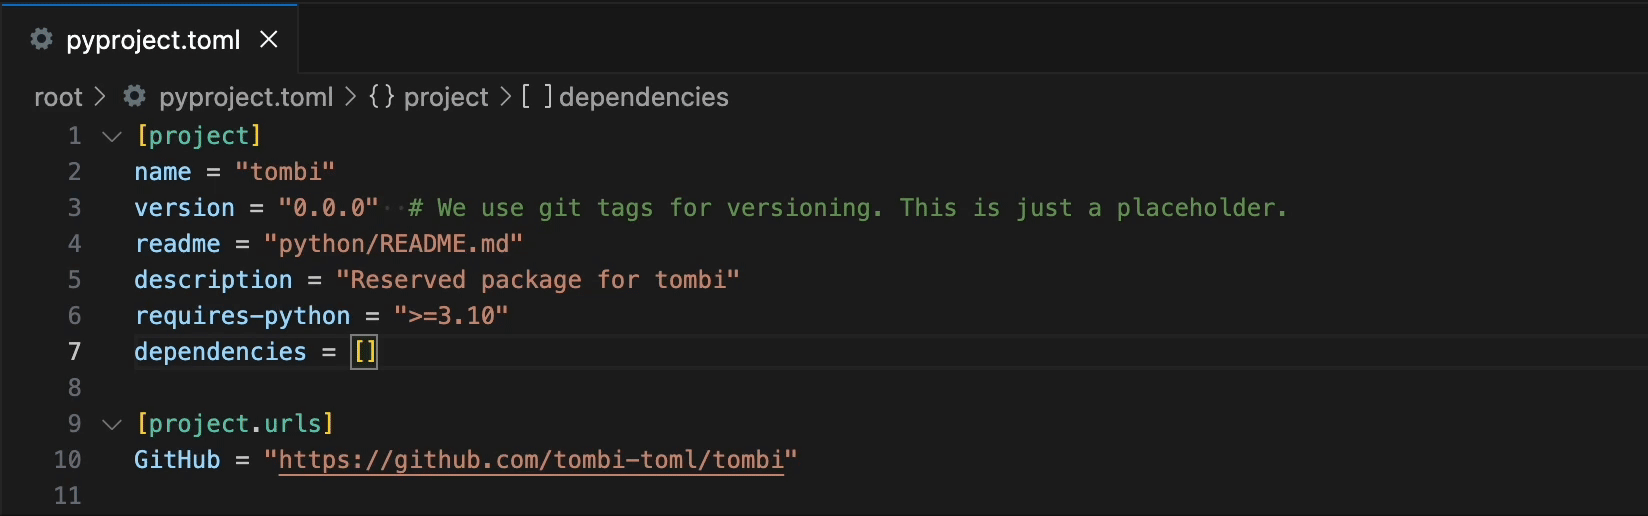 pyproject.toml
root > pyproject.toml > {} project > [ ] dependencies
1 [project]
2 name = "tombi"
3 version = "0.0.0"  # We use git tags for versioning. This is just a placeholder.
4 readme = "python/README.md"
5 description = "Reserved package for tombi"
6 requires-python = ">=3.10"
7 dependencies = []
8
9 [project.urls]
10 GitHub = "https://github.com/tombi-toml/tombi"
11